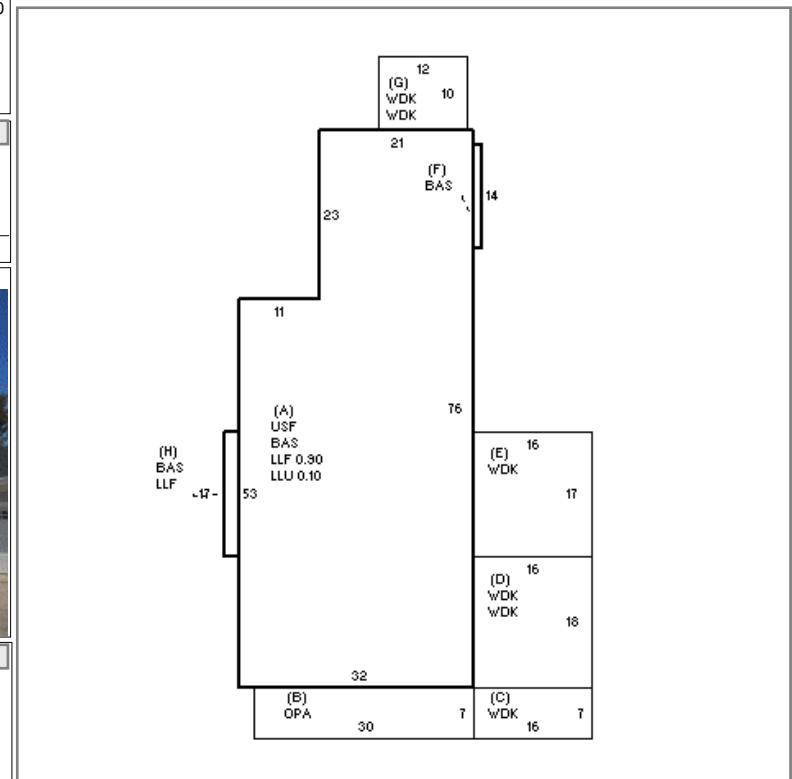 12
(G)
WDK 10
WDK
21
(F)
BAS
14
23
11
76
(A)
USF
BAS
LLF 0.90
LLU 0.10
(H)
BAS
LLF
-17-
53
16
(E)
WDK
17
16
(D)
WDK
WDK
18
32
(B)
OPA
7
30
(C)
WDK
7
16